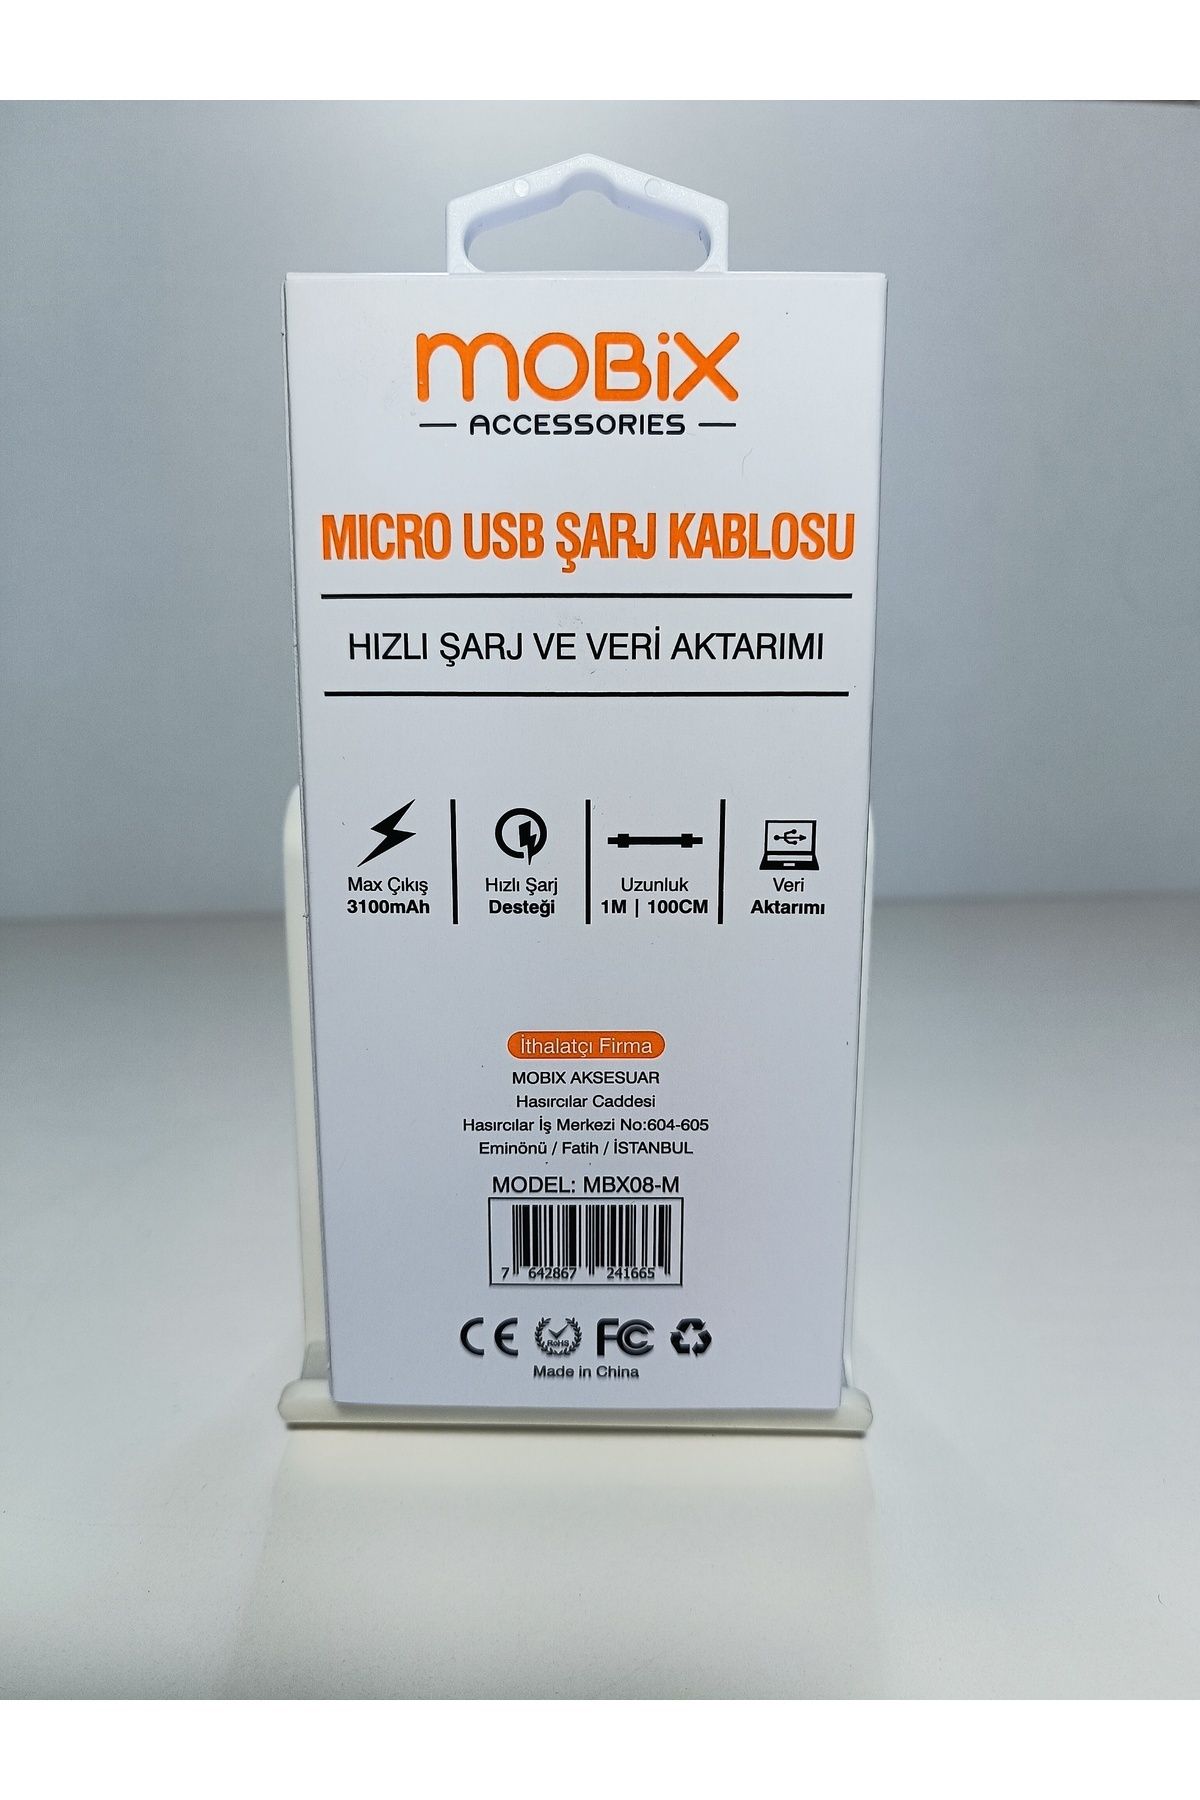 MOBiX
ACCESSORIES
MICRO USB ŞARJ KABLOSU
HIZLI ŞARJ VE VERİ AKTARIMI
Max Çıkış
3100mAh
Hızlı Şarj
Desteği
Uzunluk
1M | 100CM
Veri
Aktarımı
İthalatçı Firma
MOBIX AKSESUAR
Hasırcılar Caddesi
Hasırcılar İş Merkezi No:604-605
Eminönü / Fatih / İSTANBUL
MODEL: MBX08-M
7 642867 241665
CE RoHS FC
Made in China